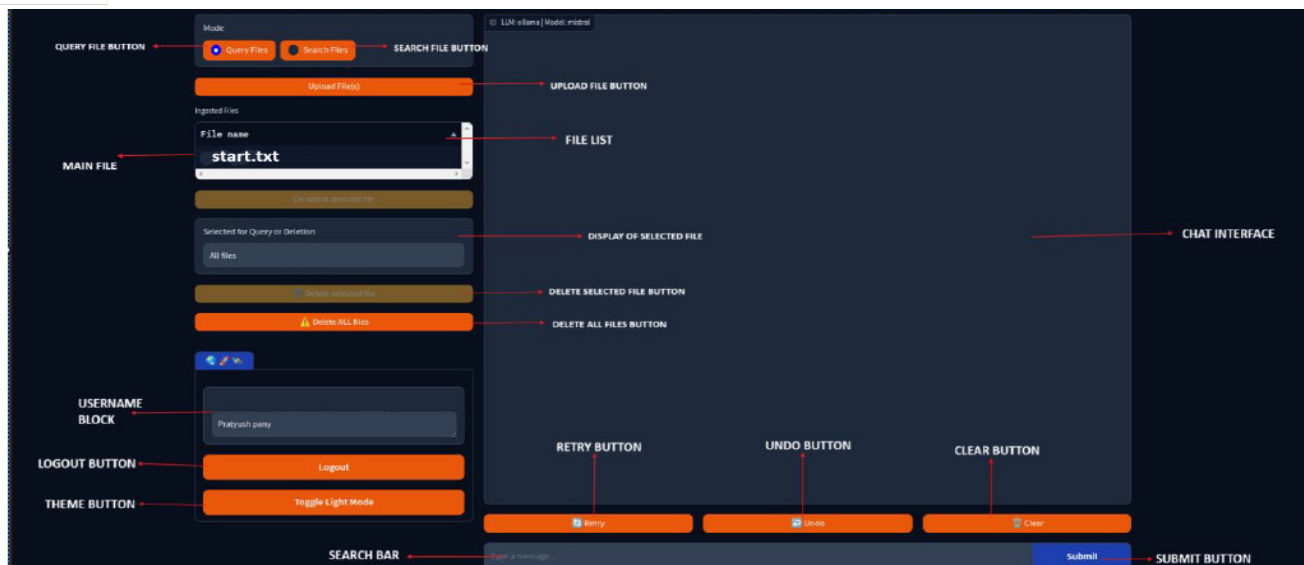 Mode
LLM: ollama | Model: mistral
QUERY FILE BUTTON
Query Files
Search Files
SEARCH FILE BUTTON
Upload File(s)
UPLOAD FILE BUTTON
Ingested Files
File name
FILE LIST
start.txt
MAIN FILE
De-select selected file
Selected for Query or Deletion
DISPLAY OF SELECTED FILE
CHAT INTERFACE
All files
Delete selected file
DELETE SELECTED FILE BUTTON
Delete ALL files
DELETE ALL FILES BUTTON
USERNAME
BLOCK
Pratyush pany
RETRY BUTTON
UNDO BUTTON
CLEAR BUTTON
LOGOUT BUTTON
Logout
THEME BUTTON
Toggle Light Mode
Retry
Undo
Clear
SEARCH BAR
Type a message...
Submit
SUBMIT BUTTON